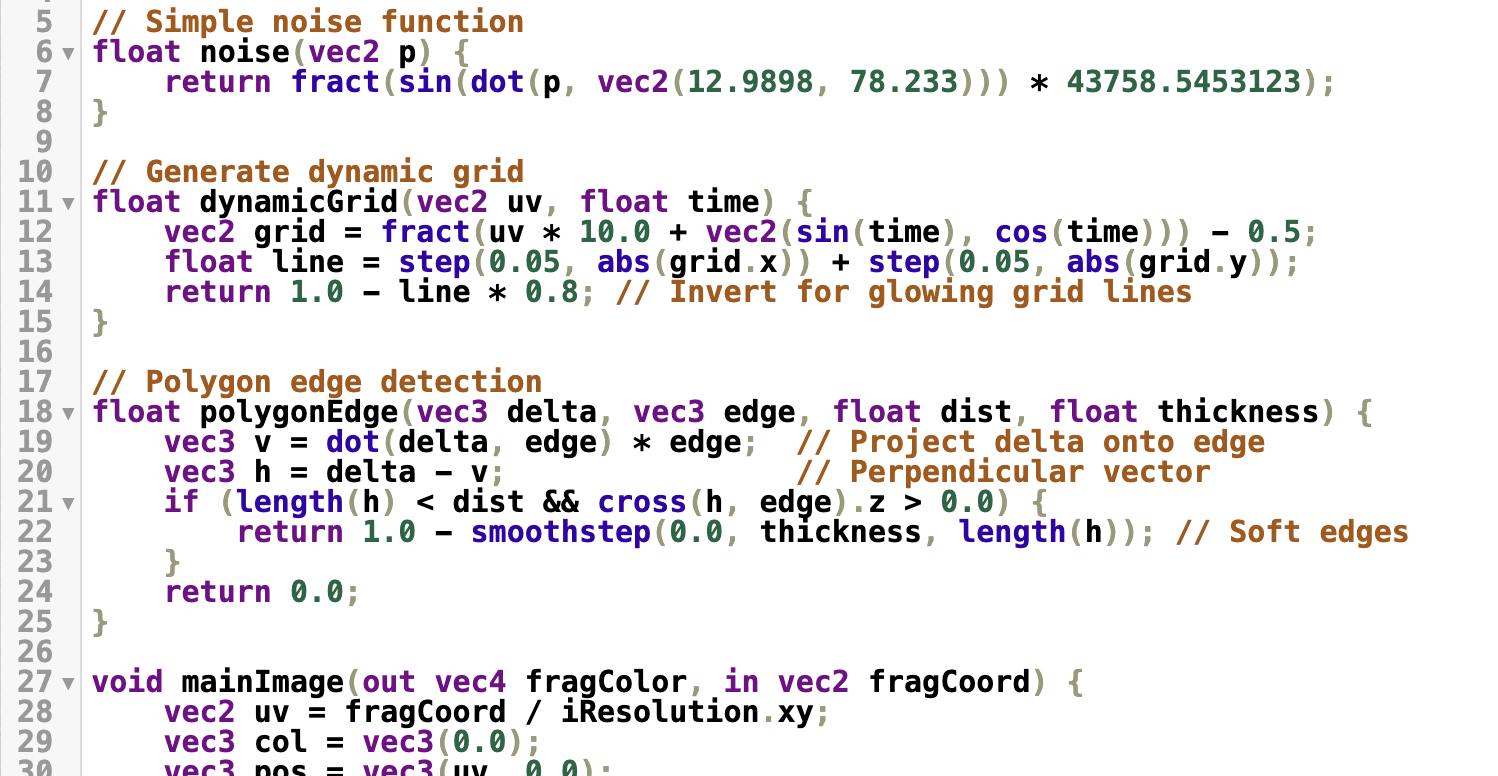 5 // Simple noise function
6 ▼ float noise(vec2 p) {
7     return fract(sin(dot(p, vec2(12.9898, 78.233))) * 43758.5453123);
8 }
9
10 // Generate dynamic grid
11 ▼ float dynamicGrid(vec2 uv, float time) {
12     vec2 grid = fract(uv * 10.0 + vec2(sin(time), cos(time))) - 0.5;
13     float line = step(0.05, abs(grid.x)) + step(0.05, abs(grid.y));
14     return 1.0 - line * 0.8; // Invert for glowing grid lines
15 }
16
17 // Polygon edge detection
18 ▼ float polygonEdge(vec3 delta, vec3 edge, float dist, float thickness) {
19     vec3 v = dot(delta, edge) * edge;  // Project delta onto edge
20     vec3 h = delta - v;                // Perpendicular vector
21 ▼     if (length(h) < dist && cross(h, edge).z > 0.0) {
22         return 1.0 - smoothstep(0.0, thickness, length(h)); // Soft edges
23     }
24     return 0.0;
25 }
26
27 ▼ void mainImage(out vec4 fragColor, in vec2 fragCoord) {
28     vec2 uv = fragCoord / iResolution.xy;
29     vec3 col = vec3(0.0);
30     vec3 pos = vec3(uv, 0.0);